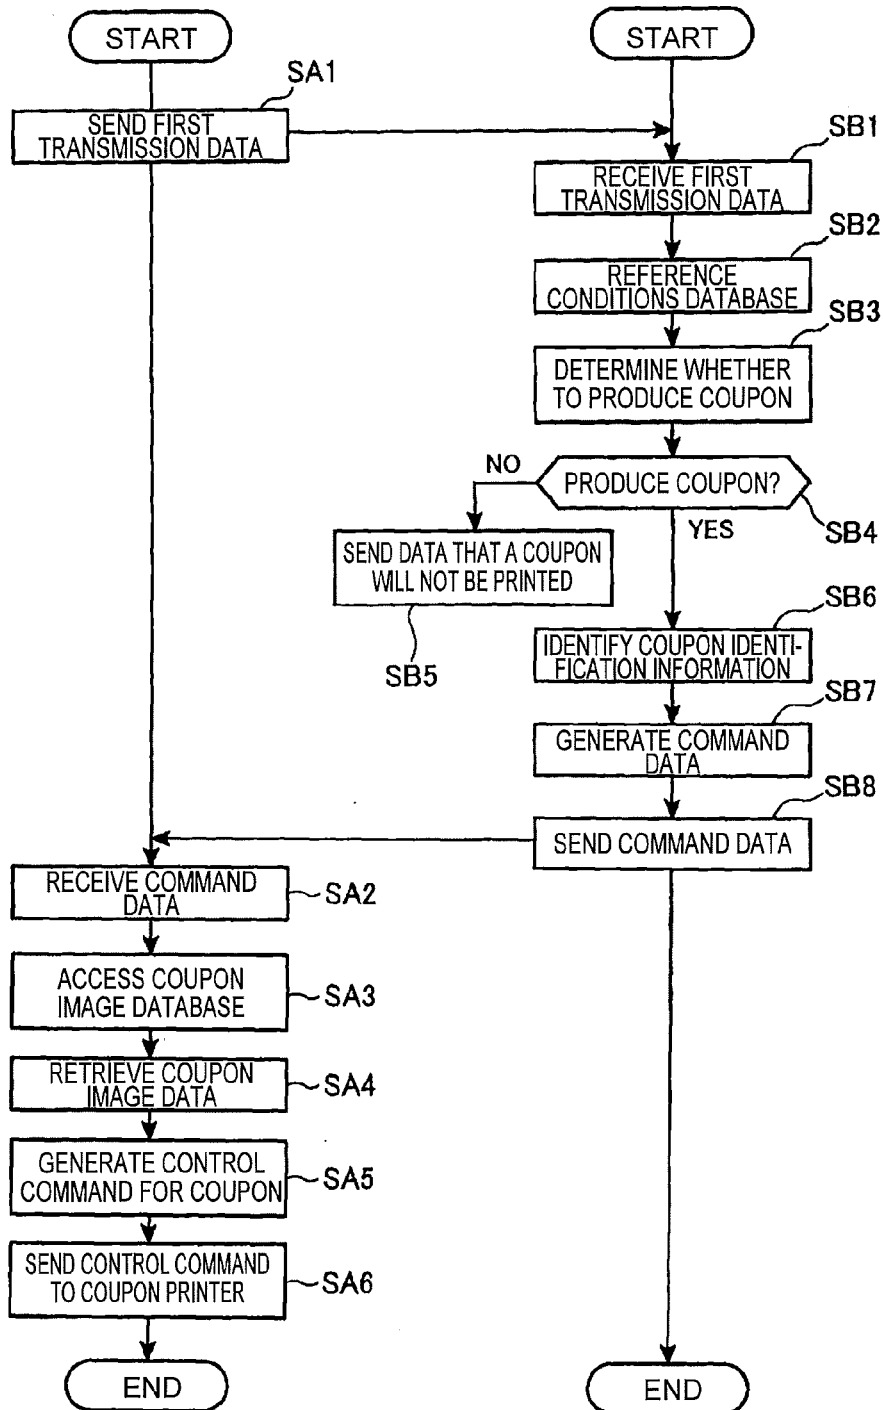 START
START
SA1
SEND FIRST
TRANSMISSION DATA
SB1
RECEIVE FIRST
TRANSMISSION DATA
SB2
REFERENCE
CONDITIONS DATABASE
SB3
DETERMINE WHETHER
TO PRODUCE COUPON
NO
PRODUCE COUPON?
SB4
YES
SEND DATA THAT A COUPON
WILL NOT BE PRINTED
SB5
SB6
IDENTIFY COUPON IDENTI-
FICATION INFORMATION
SB7
GENERATE COMMAND
DATA
SB8
SEND COMMAND DATA
RECEIVE COMMAND
DATA
SA2
ACCESS COUPON
IMAGE DATABASE
SA3
RETRIEVE COUPON
IMAGE DATA
SA4
GENERATE CONTROL
COMMAND FOR COUPON
SA5
SEND CONTROL COMMAND
TO COUPON PRINTER
SA6
END
END